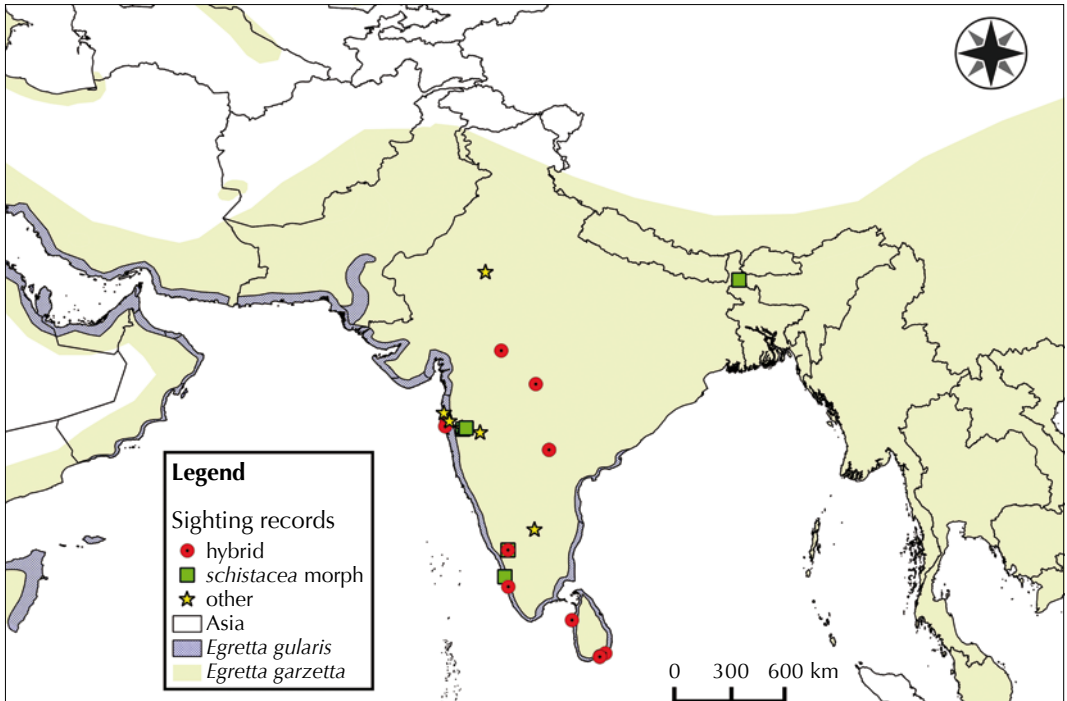 Legend
Sighting records
hybrid
schistacea morph
other
Asia
Egretta gularis
Egretta garzetta
0 300 600 km